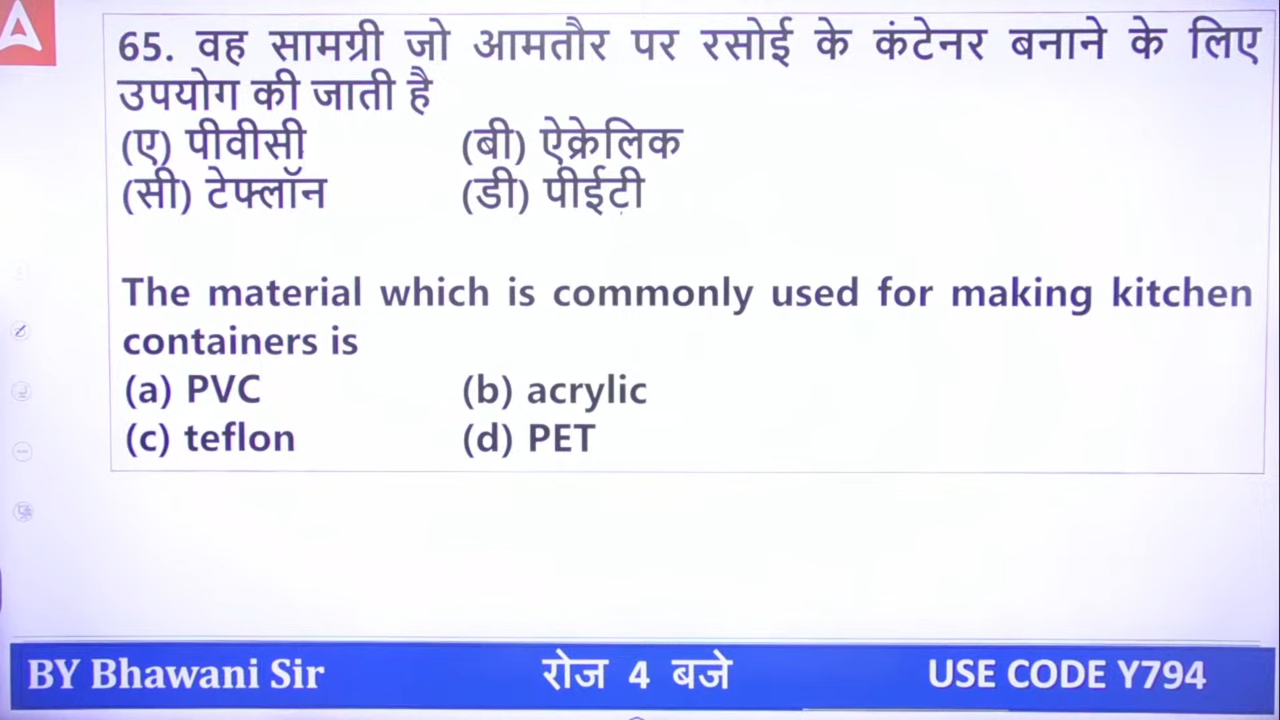 65. वह सामग्री जो आमतौर पर रसोई के कंटेनर बनाने के लिए
उपयोग की जाती है
(ए) पीवीसी (बी) ऐक्रेलिक
(सी) टेफ्लॉन (डी) पीईटी
The material which is commonly used for making kitchen
containers is
(a) PVC (b) acrylic
(c) teflon (d) PET
BY Bhawani Sir रोज 4 बजे USE CODE Y794